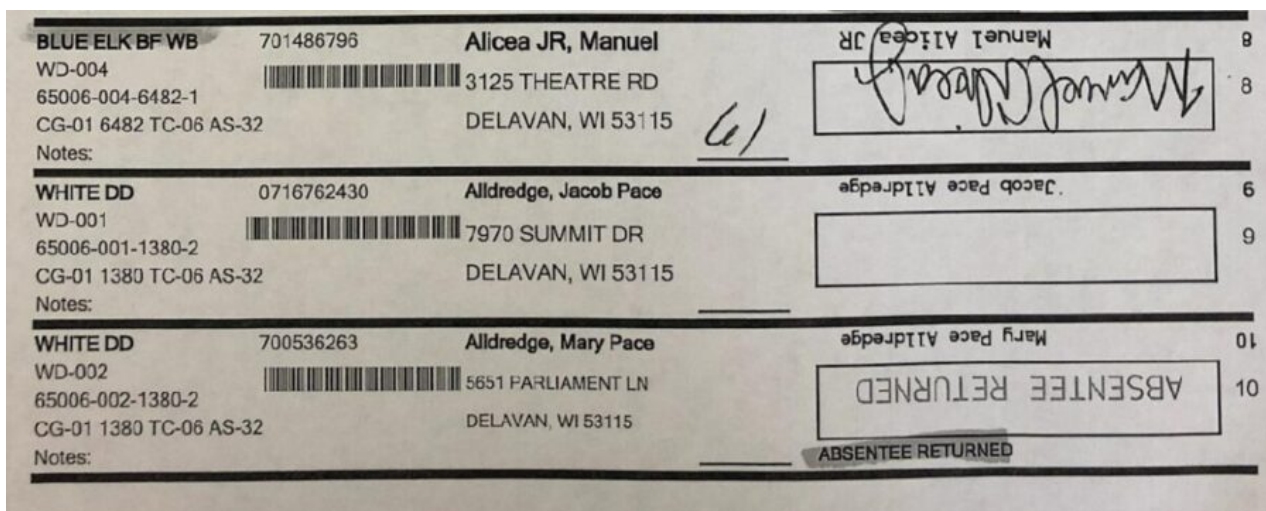 BLUE ELK BF WB 701486796 Alicea JR, Manuel Manuel Alicea 8
JR
WD-004 3125 THEATRE RD Manuel Alicea Jr 8
65006-004-6482-1
CG-01 6482 TC-06 AS-32 DELAVAN, WI 53115 61
Notes:
WHITE DD 0716762430 Alldredge, Jacob Pace Jacob Pace Alldredge 9
WD-001 7970 SUMMIT DR 9
65006-001-1380-2
CG-01 1380 TC-06 AS-32 DELAVAN, WI 53115
Notes:
WHITE DD 700536263 Alldredge, Mary Pace Mary Pace Alldredge 10
WD-002 5651 PARLIAMENT LN ABSENTEE RETURNED 10
65006-002-1380-2
CG-01 1380 TC-06 AS-32 DELAVAN, WI 53115
Notes: ABSENTEE RETURNED